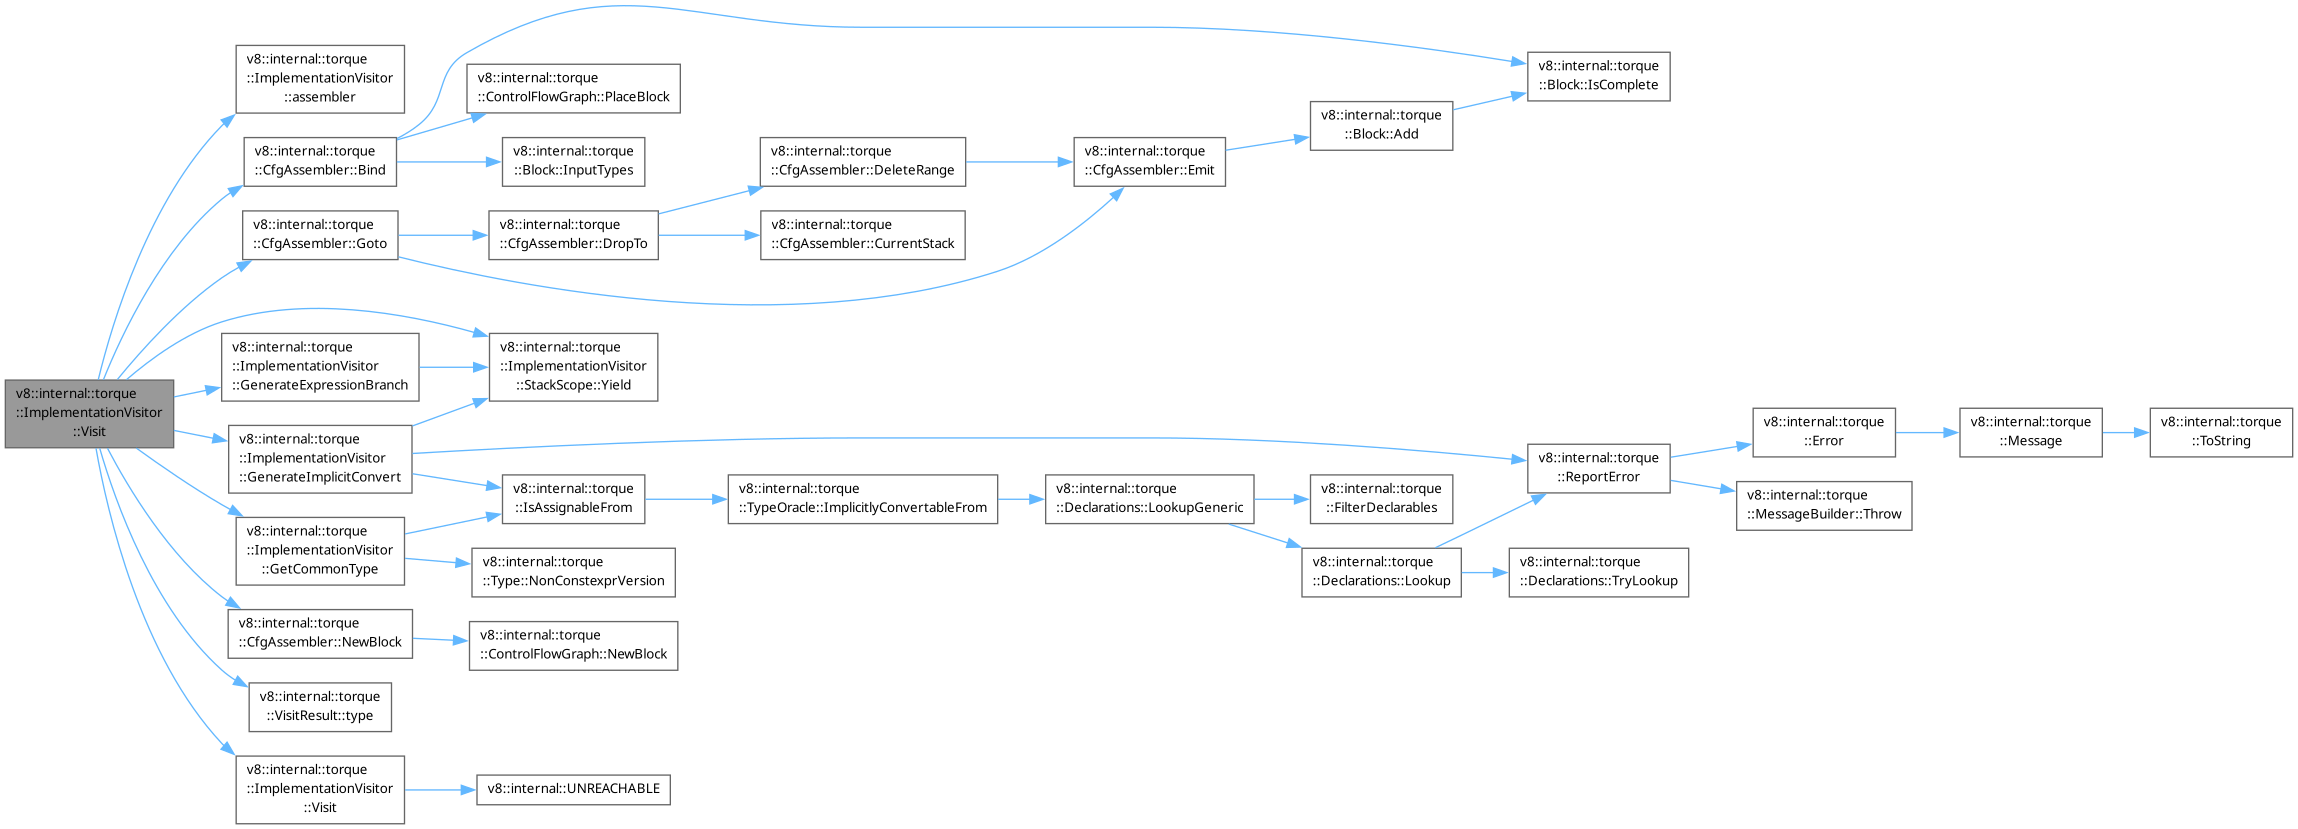 v8::internal::torque
::ImplementationVisitor
::Visit
v8::internal::torque
::ImplementationVisitor
::assembler
v8::internal::torque
::CfgAssembler::Bind
v8::internal::torque
::ControlFlowGraph::PlaceBlock
v8::internal::torque
::Block::InputTypes
v8::internal::torque
::Block::IsComplete
v8::internal::torque
::CfgAssembler::Goto
v8::internal::torque
::CfgAssembler::DropTo
v8::internal::torque
::CfgAssembler::DeleteRange
v8::internal::torque
::CfgAssembler::CurrentStack
v8::internal::torque
::CfgAssembler::Emit
v8::internal::torque
::Block::Add
v8::internal::torque
::ImplementationVisitor
::GenerateExpressionBranch
v8::internal::torque
::ImplementationVisitor
::StackScope::Yield
v8::internal::torque
::ImplementationVisitor
::GenerateImplicitConvert
v8::internal::torque
::IsAssignableFrom
v8::internal::torque
::TypeOracle::ImplicitlyConvertableFrom
v8::internal::torque
::Declarations::LookupGeneric
v8::internal::torque
::FilterDeclarables
v8::internal::torque
::Declarations::Lookup
v8::internal::torque
::ReportError
v8::internal::torque
::Declarations::TryLookup
v8::internal::torque
::Error
v8::internal::torque
::Message
v8::internal::torque
::ToString
v8::internal::torque
::MessageBuilder::Throw
v8::internal::torque
::ImplementationVisitor
::GetCommonType
v8::internal::torque
::Type::NonConstexprVersion
v8::internal::torque
::CfgAssembler::NewBlock
v8::internal::torque
::ControlFlowGraph::NewBlock
v8::internal::torque
::VisitResult::type
v8::internal::torque
::ImplementationVisitor
::Visit
v8::internal::UNREACHABLE